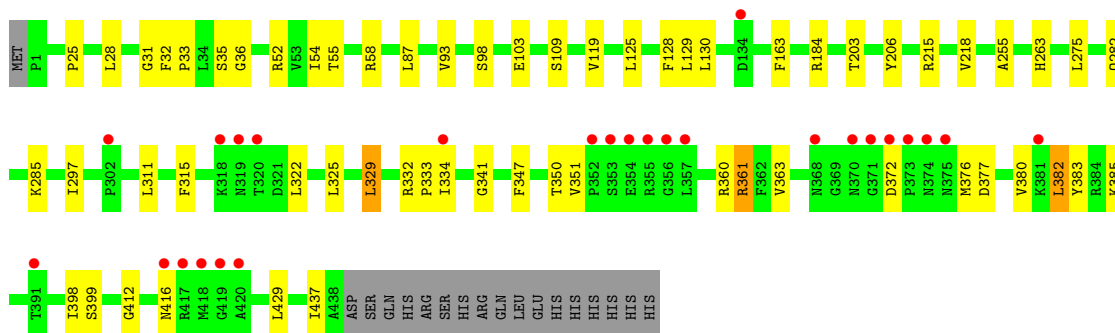 MET P1 P25 L28 G31 F32 P33 L34 S35 G36 R52 V53 I54 T55 R58 L87 V93 S98 E103 S109 V119 L125 F128 L129 L130 D134 F163 R184 T203 Y206 R215 V218 A255 H263 L275
K285 I297 P302 L311 F315 K318 N319 T320 D321 L322 L325 L329 R332 P333 I334 G341 F347 T350 V351 P352 S353 E354 R355 G356 L357 R360 R361 F362 V363 N368 G369 N370 G371 D372 P373 N374 N375 M376 D377 V380 K381 L382 Y383 R384
T391 I398 S399 G412 N416 R417 M418 G419 A420 L429 I437 A438 ASP SER GLN HIS ARG SER HIS ARG GLN LEU GLU HIS HIS HIS HIS HIS HIS